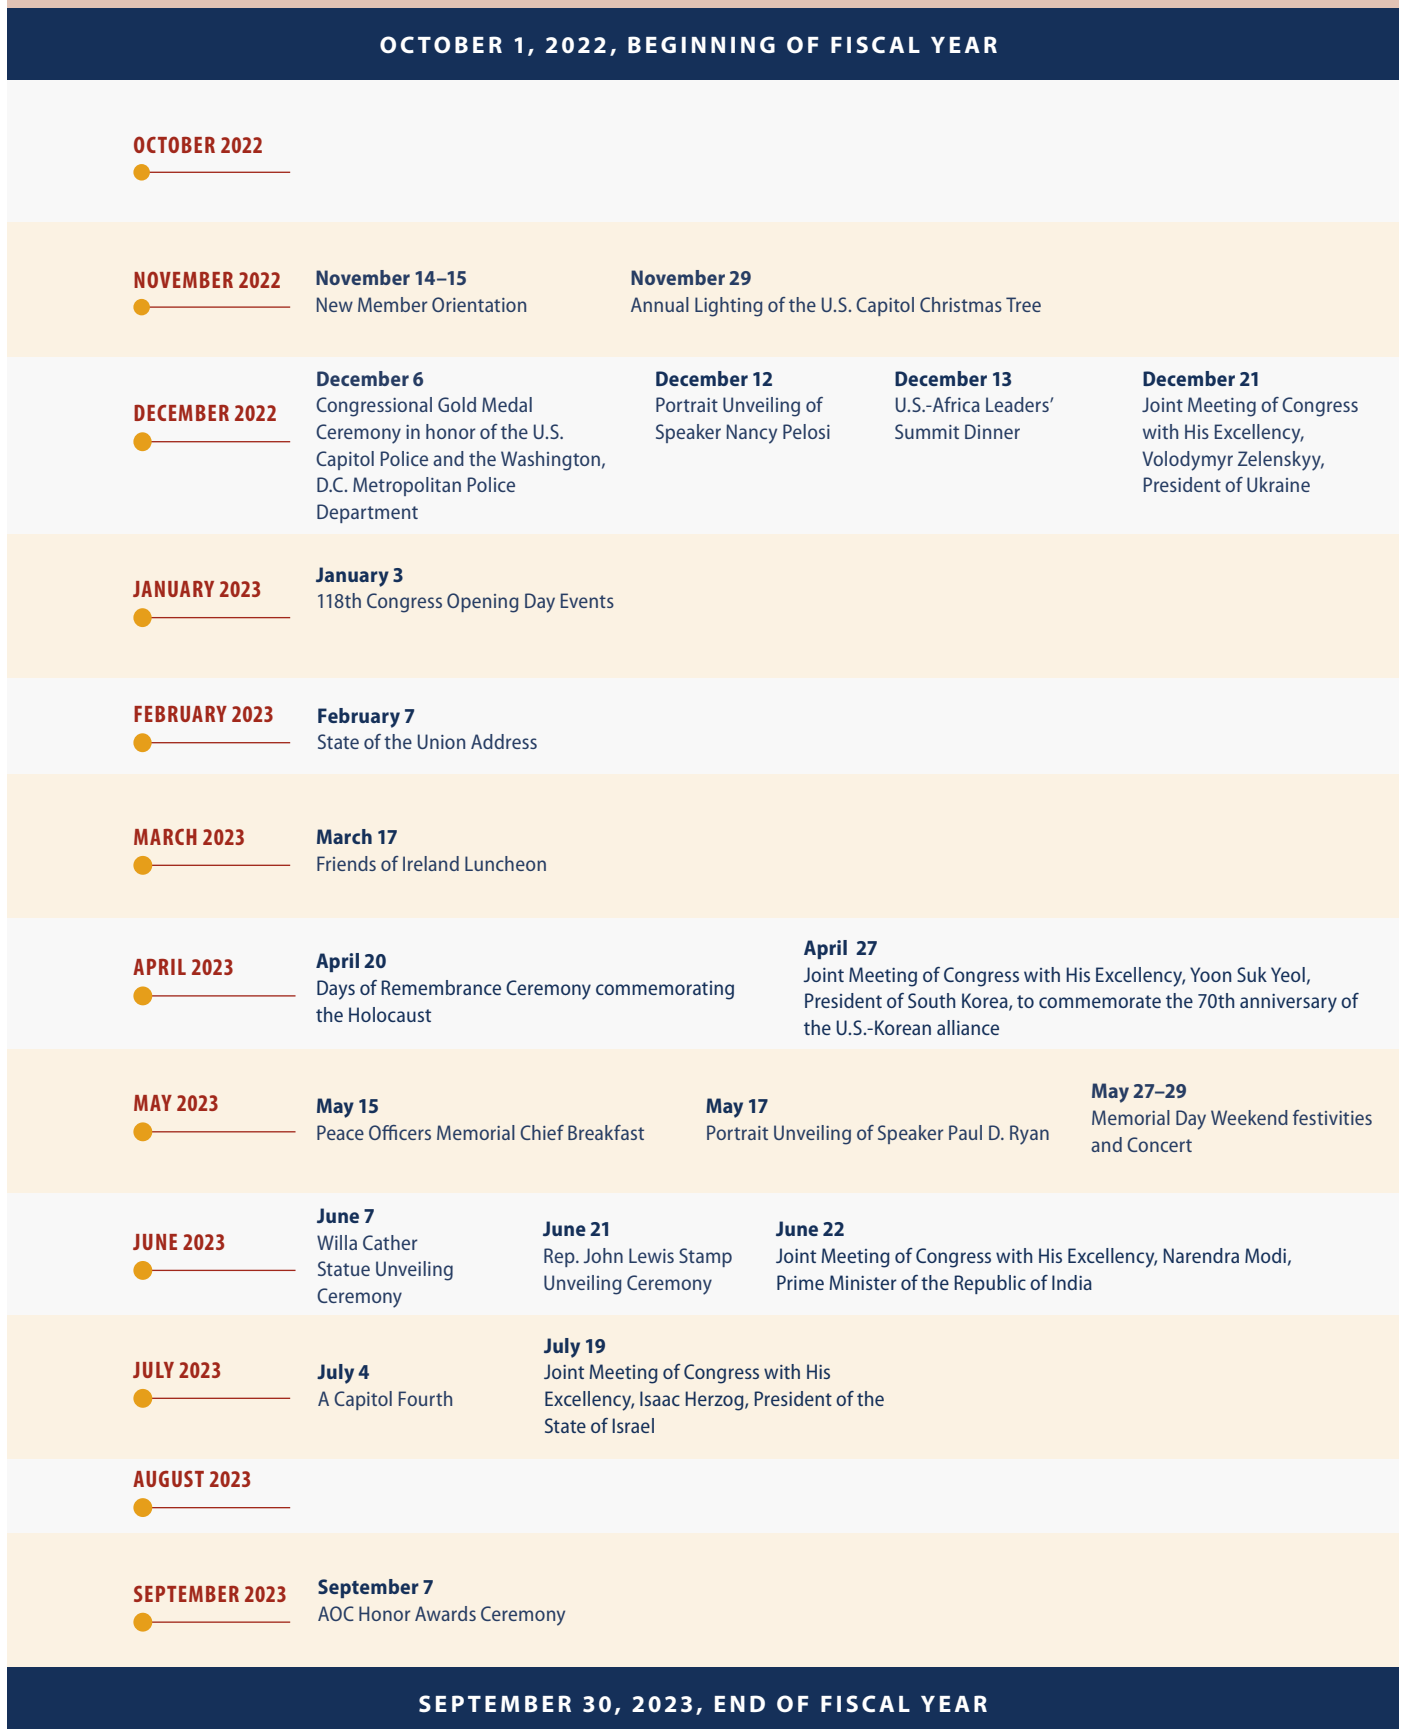 OCTOBER 1, 2022, BEGINNING OF FISCAL YEAR
OCTOBER 2022
NOVEMBER 2022
November 14–15
New Member Orientation
November 29
Annual Lighting of the U.S. Capitol Christmas Tree
DECEMBER 2022
December 6
Congressional Gold Medal
Ceremony in honor of the U.S.
Capitol Police and the Washington,
D.C. Metropolitan Police
Department
December 12
Portrait Unveiling of
Speaker Nancy Pelosi
December 13
U.S.-Africa Leaders’
Summit Dinner
December 21
Joint Meeting of Congress
with His Excellency,
Volodymyr Zelenskyy,
President of Ukraine
JANUARY 2023
January 3
118th Congress Opening Day Events
FEBRUARY 2023
February 7
State of the Union Address
MARCH 2023
March 17
Friends of Ireland Luncheon
APRIL 2023
April 20
Days of Remembrance Ceremony commemorating
the Holocaust
April 27
Joint Meeting of Congress with His Excellency, Yoon Suk Yeol,
President of South Korea, to commemorate the 70th anniversary of
the U.S.-Korean alliance
MAY 2023
May 15
Peace Officers Memorial Chief Breakfast
May 17
Portrait Unveiling of Speaker Paul D. Ryan
May 27–29
Memorial Day Weekend festivities
and Concert
JUNE 2023
June 7
Willa Cather
Statue Unveiling
Ceremony
June 21
Rep. John Lewis Stamp
Unveiling Ceremony
June 22
Joint Meeting of Congress with His Excellency, Narendra Modi,
Prime Minister of the Republic of India
JULY 2023
July 4
A Capitol Fourth
July 19
Joint Meeting of Congress with His
Excellency, Isaac Herzog, President of the
State of Israel
AUGUST 2023
SEPTEMBER 2023
September 7
AOC Honor Awards Ceremony
SEPTEMBER 30, 2023, END OF FISCAL YEAR